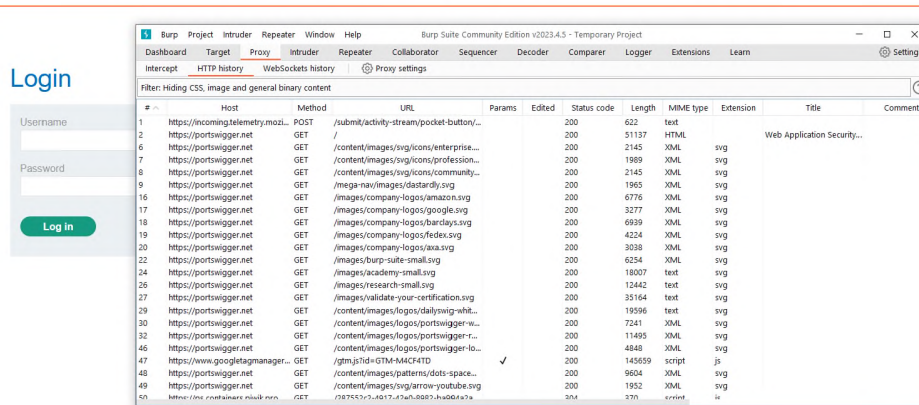 Burp Project Intruder Repeater Window Help Burp Suite Community Edition v2023.4.5 - Temporary Project
Dashboard Target Proxy Intruder Repeater Collaborator Sequencer Decoder Comparer Logger Extensions Learn Setting
Intercept HTTP history WebSockets history Proxy settings
Filter: Hiding CSS, image and general binary content
Login
Username
Password
Log in
# Host Method URL Params Edited Status code Length MIME type Extension Title Comment
1 https://incoming.telemetry.mozi... POST /submit/activity-stream/pocket-button/... 200 622 text
2 https://portswigger.net GET / 200 51137 HTML Web Application Security...
6 https://portswigger.net GET /content/images/svg/icons/enterprise.... 200 2145 XML svg
7 https://portswigger.net GET /content/images/svg/icons/profession... 200 1989 XML svg
8 https://portswigger.net GET /content/images/svg/icons/community... 200 2145 XML svg
9 https://portswigger.net GET /mega-nav/images/dastardly.svg 200 1965 XML svg
16 https://portswigger.net GET /images/company-logos/amazon.svg 200 6776 XML svg
17 https://portswigger.net GET /images/company-logos/google.svg 200 3277 XML svg
18 https://portswigger.net GET /images/company-logos/barclays.svg 200 6939 XML svg
19 https://portswigger.net GET /images/company-logos/fedex.svg 200 4224 XML svg
20 https://portswigger.net GET /images/company-logos/axa.svg 200 3038 XML svg
22 https://portswigger.net GET /images/burp-suite-small.svg 200 6254 XML svg
24 https://portswigger.net GET /images/academy-small.svg 200 18007 text svg
26 https://portswigger.net GET /images/research-small.svg 200 12442 text svg
27 https://portswigger.net GET /images/validate-your-certification.svg 200 35164 text svg
29 https://portswigger.net GET /content/images/logos/dailyswig-whit... 200 19596 text svg
30 https://portswigger.net GET /content/images/logos/portswigger-w... 200 7241 XML svg
32 https://portswigger.net GET /content/images/logos/portswigger-r... 200 11495 XML svg
46 https://portswigger.net GET /content/images/logos/portswigger-lo... 200 4848 XML svg
47 https://www.googletagmanager... GET /gtm.js?id=GTM-M4CF4TD ✓ 200 145659 script js
48 https://portswigger.net GET /content/images/patterns/dots-space... 200 9604 XML svg
49 https://portswigger.net GET /content/images/svg/arrow-youtube.svg 200 1952 XML svg
50 https://ps.containers.piwik.pro GET 304 370 script js